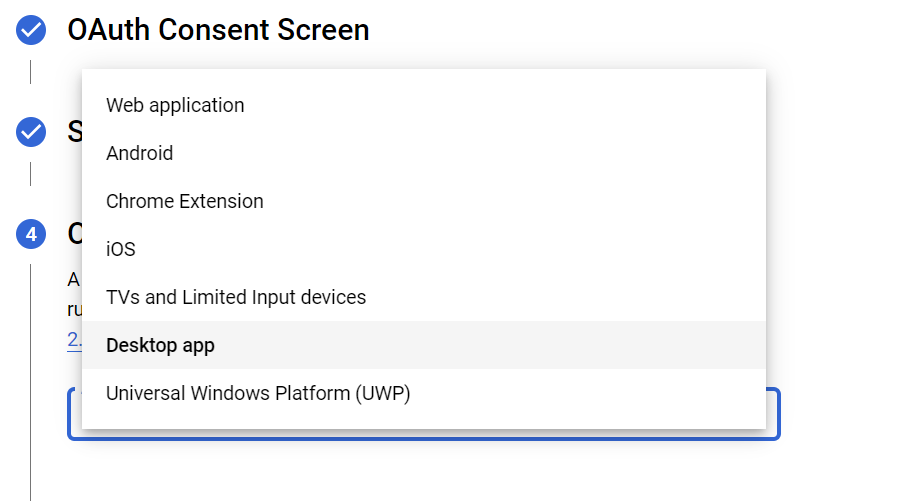 OAuth Consent Screen
Web application
S
Android
Chrome Extension
4
C
iOS
A
TVs and Limited Input devices
ru
2.
Desktop app
Universal Windows Platform (UWP)